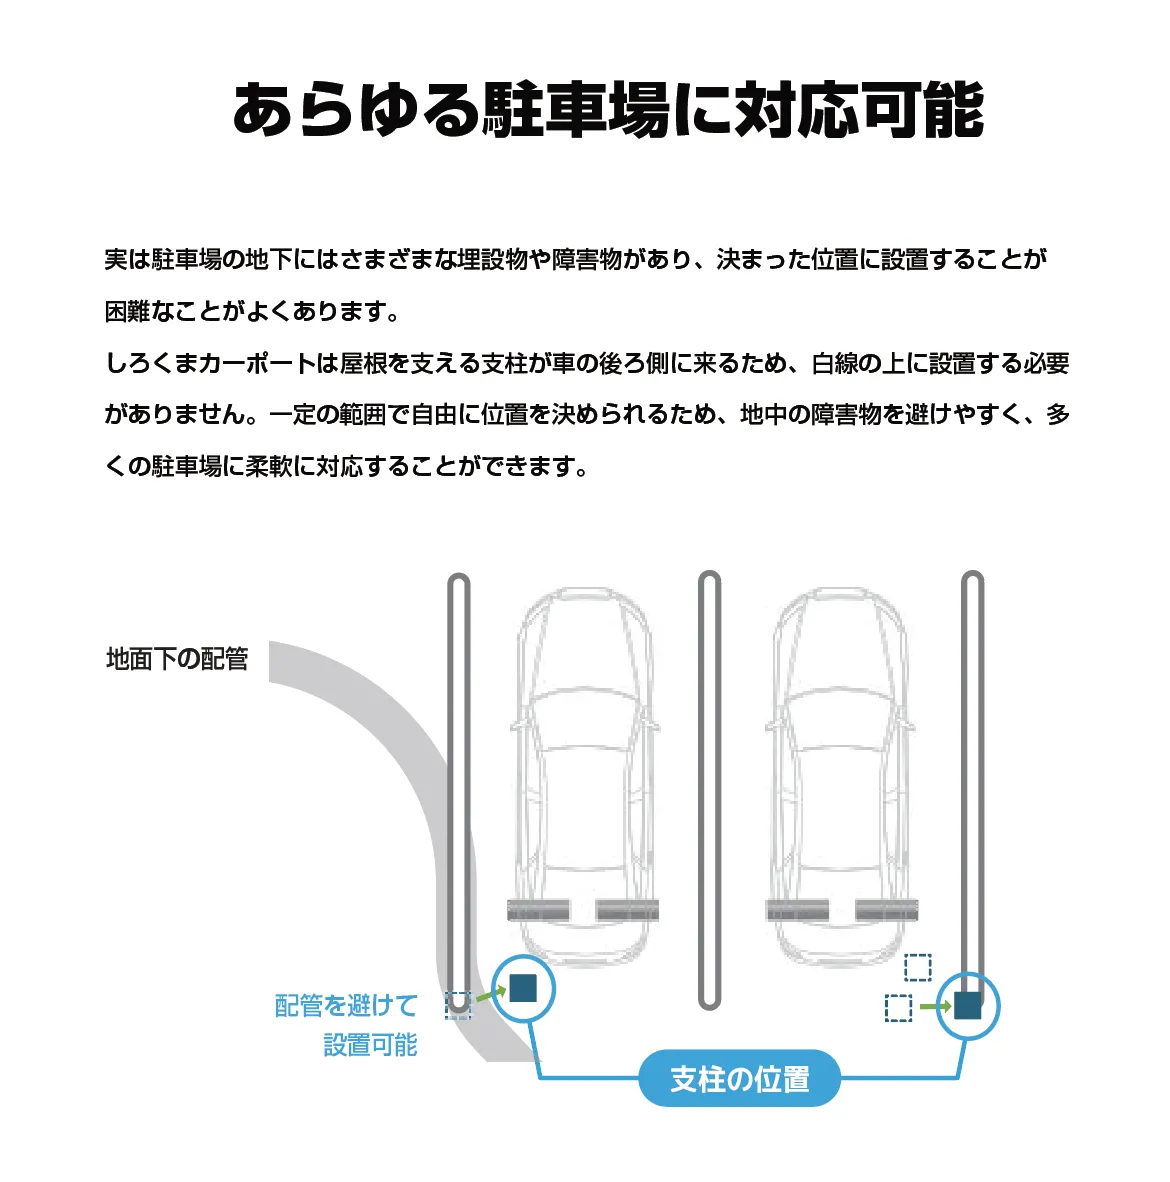 あらゆる駐車場に対応可能
実は駐車場の地下にはさまざまな埋設物や障害物があり、決まった位置に設置することが
困難なことがよくあります。
しろくまカーポートは屋根を支える支柱が車の後ろ側に来るため、白線の上に設置する必要
がありません。一定の範囲で自由に位置を決められるため、地中の障害物を避けやすく、多
くの駐車場に柔軟に対応することができます。
地面下の配管
配管を避けて
設置可能
支柱の位置